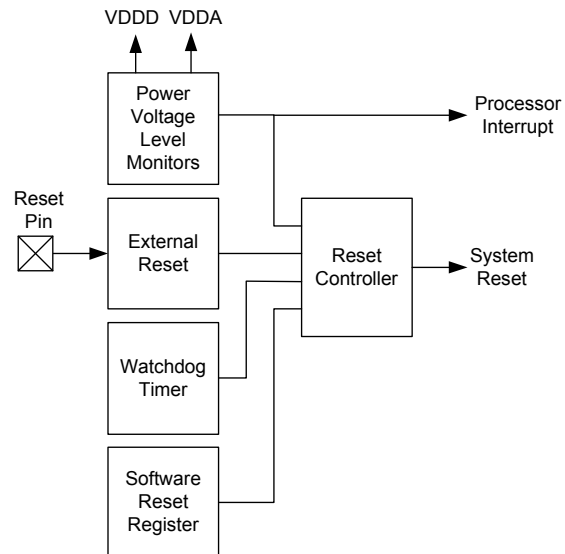 VDDD VDDA
Power
Voltage
Level
Monitors
Processor
Interrupt
Reset
Pin
External
Reset
Reset
Controller
System
Reset
Watchdog
Timer
Software
Reset
Register